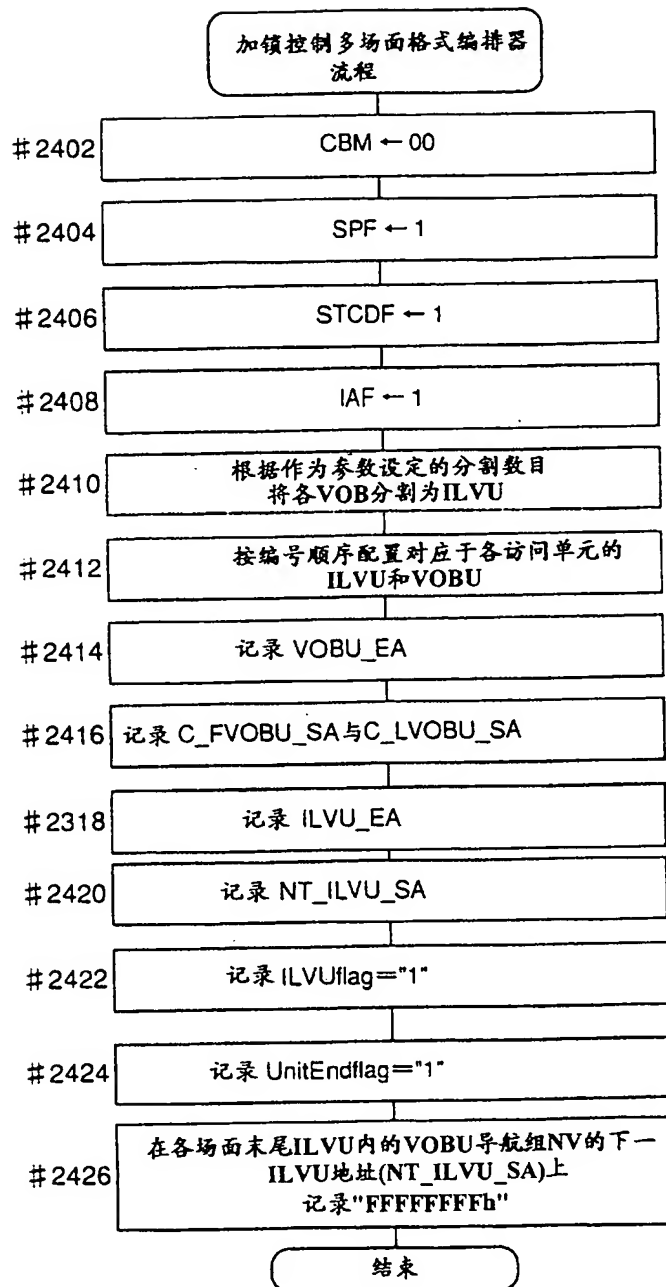 加锁控制多场面格式编排器
流程
#2402
CBM ← 00
#2404
SPF ← 1
#2406
STCDF ← 1
#2408
IAF ← 1
#2410
根据作为参数设定的分割数目
将各VOB分割为ILVU
#2412
按编号顺序配置对应于各访问单元的
ILVU和VOBU
#2414
记录 VOBU_EA
#2416
记录 C_FVOBU_SA与C_LVOBU_SA
#2318
记录 ILVU_EA
#2420
记录 NT_ILVU_SA
#2422
记录 ILVUflag="1"
#2424
记录 UnitEndflag="1"
#2426
在各场面末尾ILVU内的VOBU导航组NV的下一
ILVU地址(NT_ILVU_SA)上
记录"FFFFFFFFh"
结束